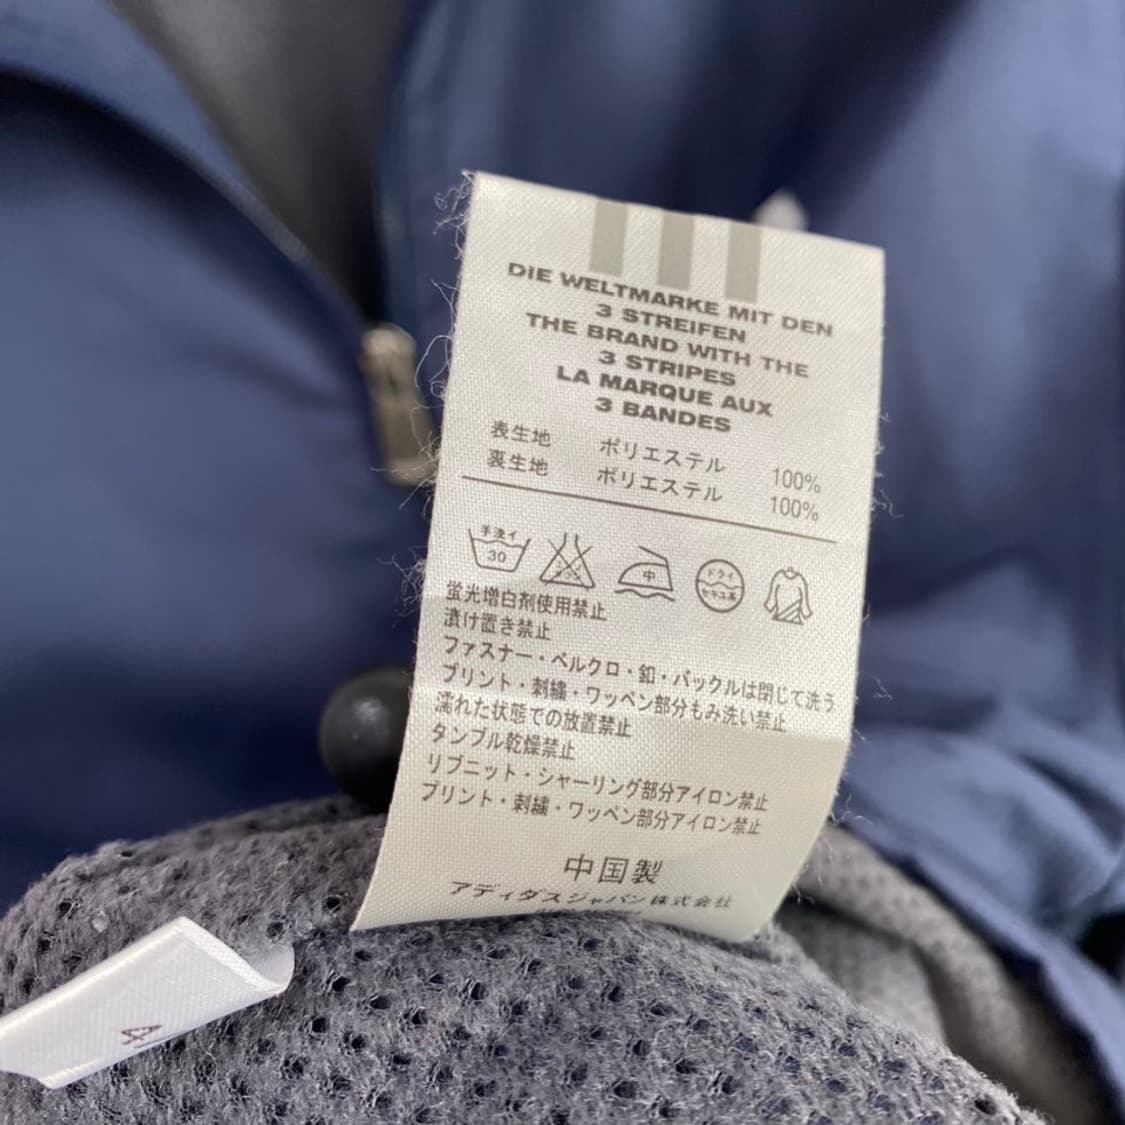 DIE WELTMARKE MIT DEN
3 STREIFEN
THE BRAND WITH THE
3 STRIPES
LA MARQUE AUX
3 BANDES
表生地 ポリエステル 100%
裏生地 ポリエステル 100%
手洗イ
30
中
ドライ
セキユ系
蛍光増白剤使用禁止
漬け置き禁止
ファスナー・ベルクロ・釦・バックルは閉じて洗う
プリント・刺繍・ワッペン部分もみ洗い禁止
濡れた状態での放置禁止
タンブル乾燥禁止
リブニット・シャーリング部分アイロン禁止
プリント・刺繍・ワッペン部分アイロン禁止
中国製
アディダスジャパン株式会社
4